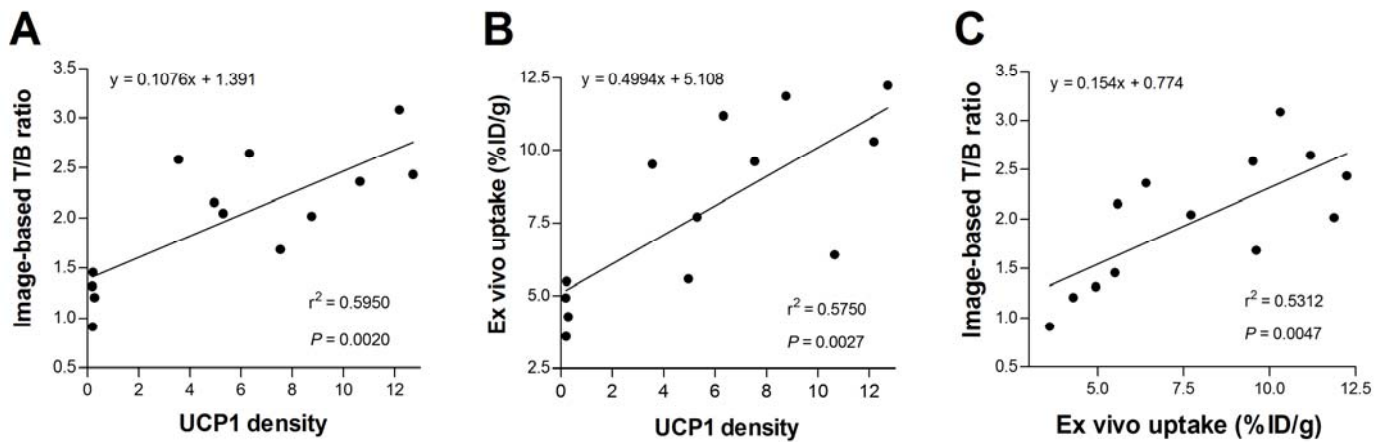 A
Image-based T/B ratio
y = 0.1076x + 1.391
3.5
3.0
2.5
2.0
1.5
1.0
0.5
r² = 0.5950
P = 0.0020
0 2 4 6 8 10 12
UCP1 density
B
Ex vivo uptake (%ID/g)
y = 0.4994x + 5.108
12.5
10.0
7.5
5.0
2.5
r² = 0.5750
P = 0.0027
0 2 4 6 8 10 12
UCP1 density
C
Image-based T/B ratio
y = 0.154x + 0.774
3.5
3.0
2.5
2.0
1.5
1.0
0.5
r² = 0.5312
P = 0.0047
5.0 7.5 10.0 12.5
Ex vivo uptake (%ID/g)